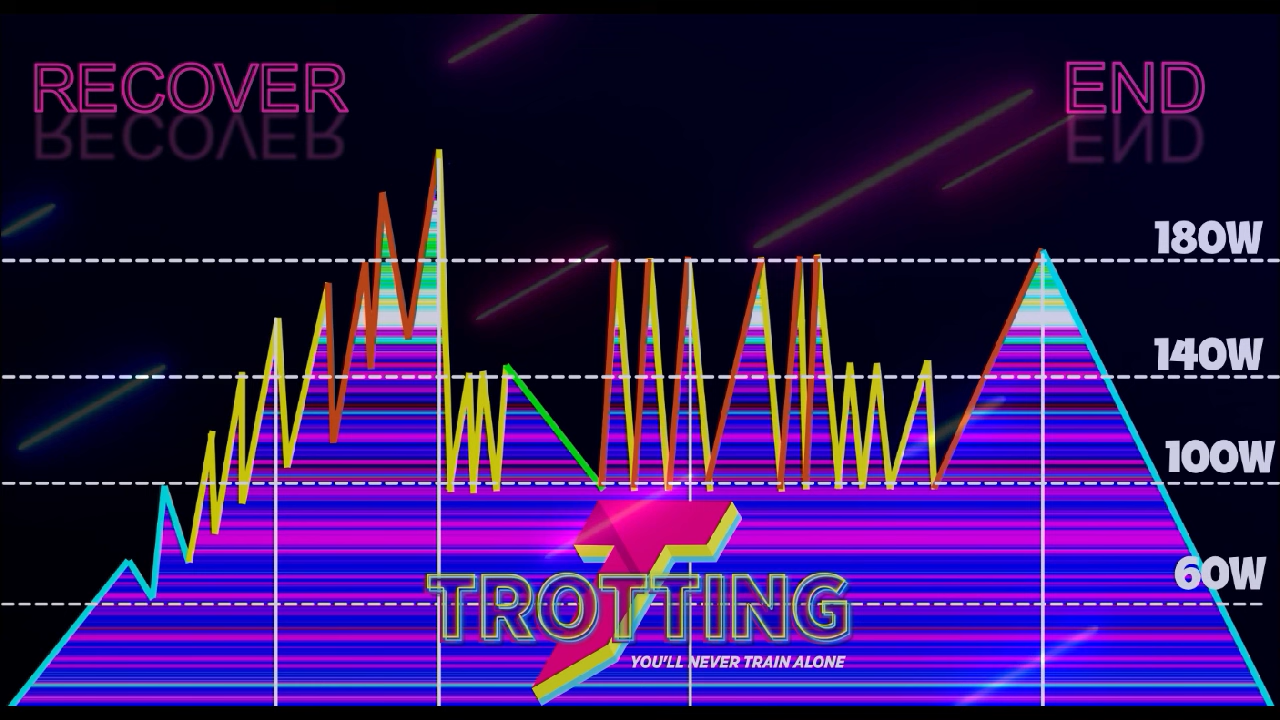 RECOVER
END
180W
140W
100W
60W
TROTTING
YOU'LL NEVER TRAIN ALONE